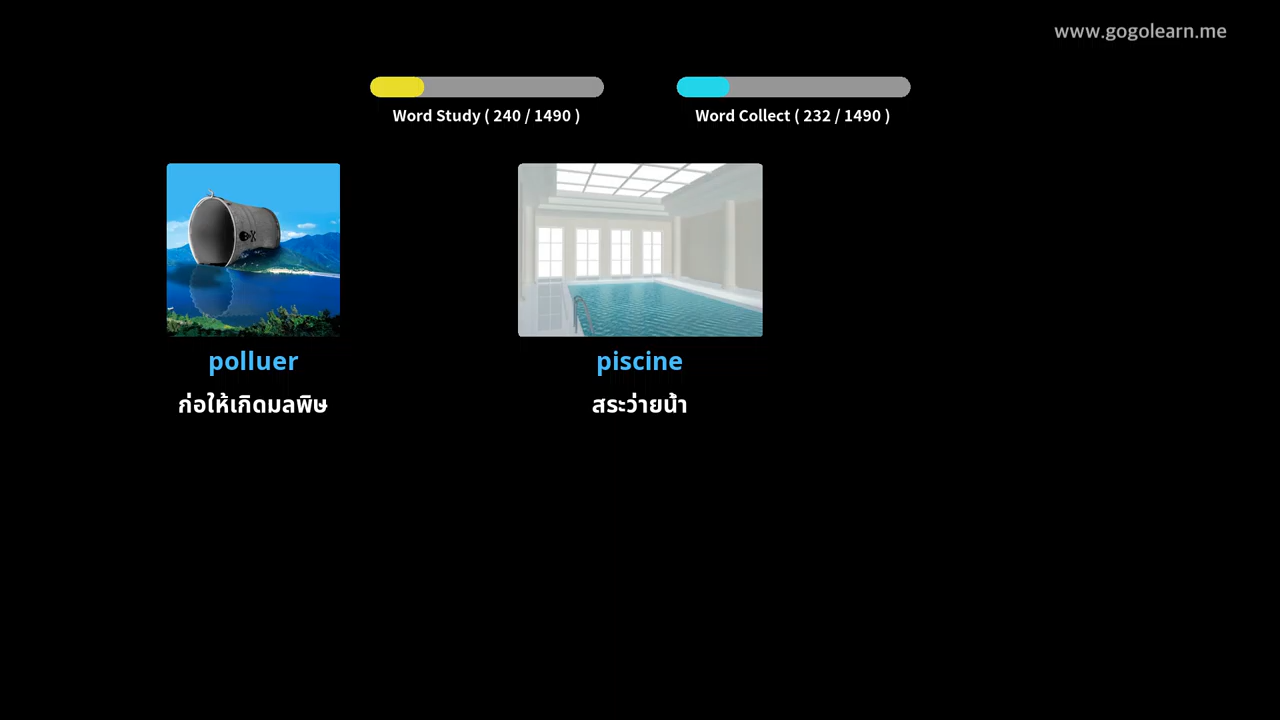 www.gogolearn.me
Word Study ( 240 / 1490 )
Word Collect ( 232 / 1490 )
polluer
ก่อให้เกิดมลพิษ
piscine
สระว่ายน้ำ